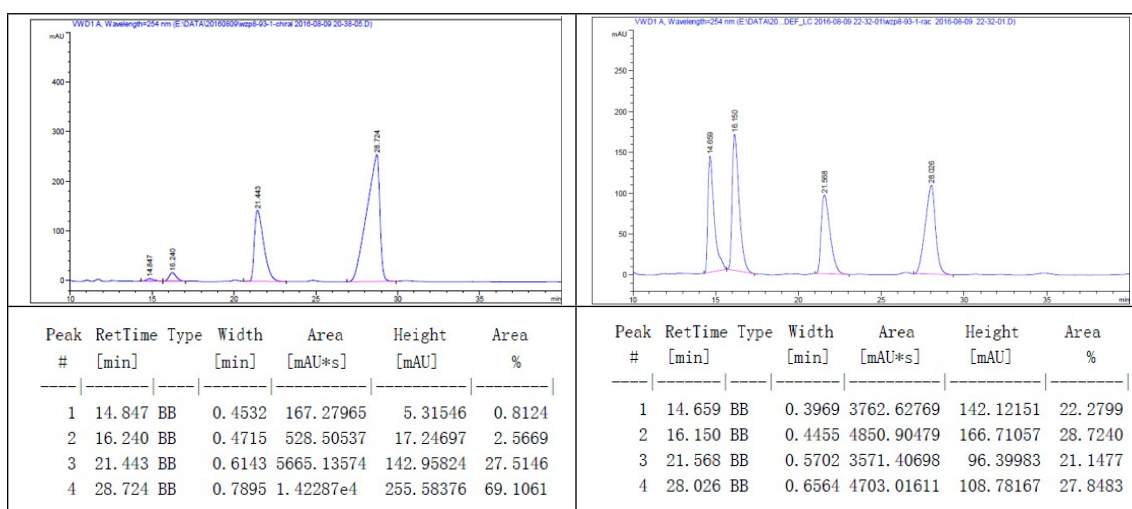 VWD1 A, Wavelength=254 nm (E:\DATA\20160809\wzp8-93-1-chiral 2016-08-09 20-38-05.D)
mAU
400
300
200
100
0
14.847
16.240
21.443
28.724
10 15 20 25 30 35 min
VWD1 A, Wavelength=254 nm (E:\DATA\20...DEF_LC 2016-08-09 22-32-01\wzp8-93-1-rac 2016-08-09 22-32-01.D)
mAU
300
250
200
150
100
50
0
14.659
16.150
21.568
28.026
10 15 20 25 30 35 min
Peak RetTime Type Width Area Height Area
# [min] [min] [mAU*s] [mAU] %
----|-------|----|-------|----------|----------|--------|
1 14.847 BB 0.4532 167.27965 5.31546 0.8124
2 16.240 BB 0.4715 528.50537 17.24697 2.5669
3 21.443 BB 0.6143 5665.13574 142.95824 27.5146
4 28.724 BB 0.7895 1.42287e4 255.58376 69.1061
Peak RetTime Type Width Area Height Area
# [min] [min] [mAU*s] [mAU] %
----|-------|----|-------|----------|----------|--------|
1 14.659 BB 0.3969 3762.62769 142.12151 22.2799
2 16.150 BB 0.4455 4850.90479 166.71057 28.7240
3 21.568 BB 0.5702 3571.40698 96.39983 21.1477
4 28.026 BB 0.6564 4703.01611 108.78167 27.8483